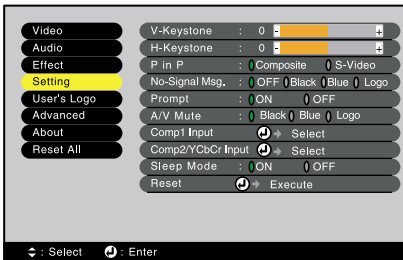 Video
Audio
Effect
Setting
User's Logo
Advanced
About
Reset All
V-Keystone : 0 - +
H-Keystone : 0 - +
P in P : Composite S-Video
No-Signal Msg. : OFF Black Blue Logo
Prompt : ON OFF
A/V Mute : Black Blue Logo
Comp1 Input Select
Comp2/YCbCr Input Select
Sleep Mode : ON OFF
Reset Execute
: Select : Enter